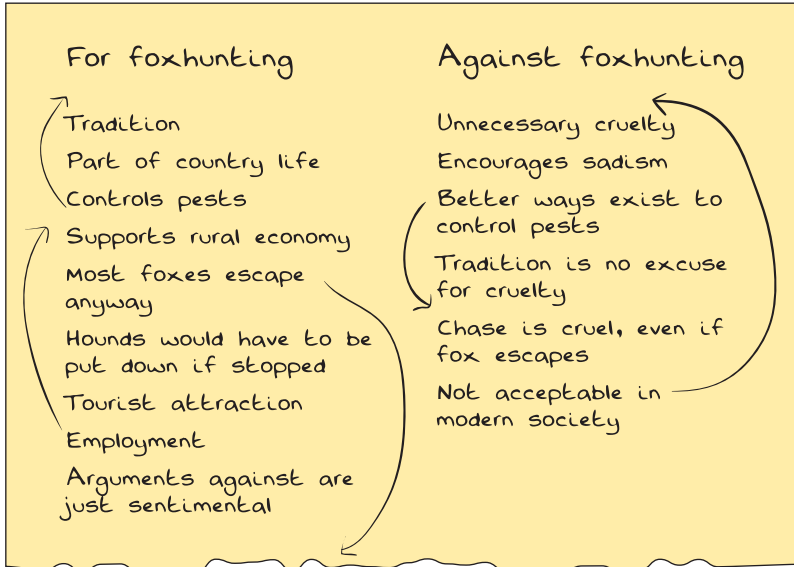 For foxhunting
Tradition
Part of country life
Controls pests
Supports rural economy
Most foxes escape
anyway
Hounds would have to be
put down if stopped
Tourist attraction
Employment
Arguments against are
just sentimental
Against foxhunting
Unnecessary cruelty
Encourages sadism
Better ways exist to
control pests
Tradition is no excuse
for cruelty
Chase is cruel, even if
fox escapes
Not acceptable in
modern society